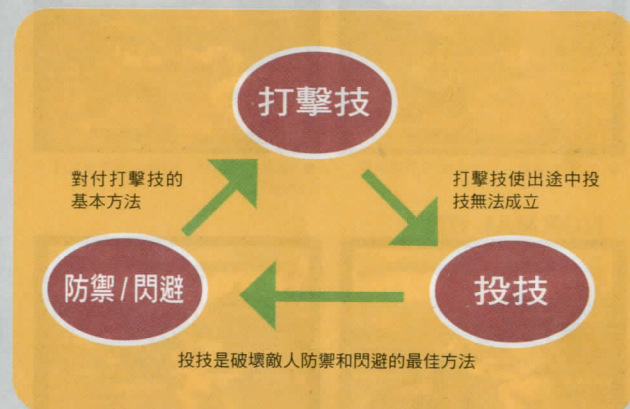 打擊技
對付打擊技的
基本方法
打擊技使出途中投
技無法成立
防禦/閃避
投技
投技是破壞敵人防禦和閃避的最佳方法